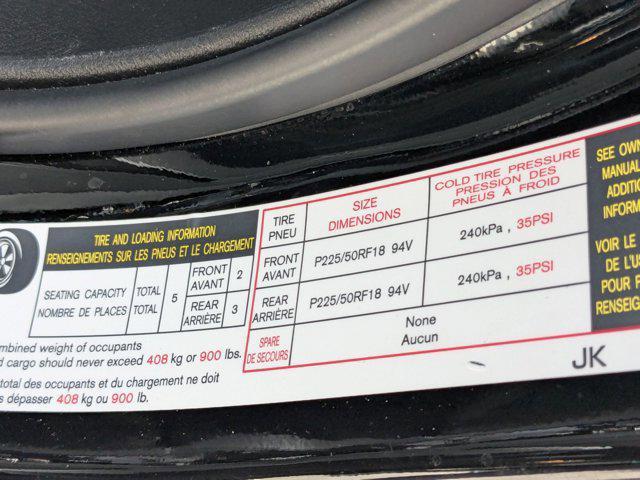 TIRE AND LOADING INFORMATION
RENSEIGNEMENTS SUR LES PNEUS ET LE CHARGEMENT
SEATING CAPACITY
NOMBRE DE PLACES
TOTAL
TOTAL
5
FRONT
AVANT
2
REAR
ARRIÈRE
3
mbined weight of occupants
d cargo should never exceed 408 kg or 900 lbs.
total des occupants et du chargement ne doit
s dépasser 408 kg ou 900 lb.
TIRE
PNEU
SIZE
DIMENSIONS
COLD TIRE PRESSURE
PRESSION DES
PNEUS À FROID
FRONT
AVANT
P225/50RF18 94V
240kPa , 35PSI
REAR
ARRIÈRE
P225/50RF18 94V
240kPa , 35PSI
SPARE
DE SECOURS
None
Aucun
SEE OWN
MANUAL
ADDITIO
INFORM
VOIR LE
DE L'US
POUR P
RENSEIG
JK